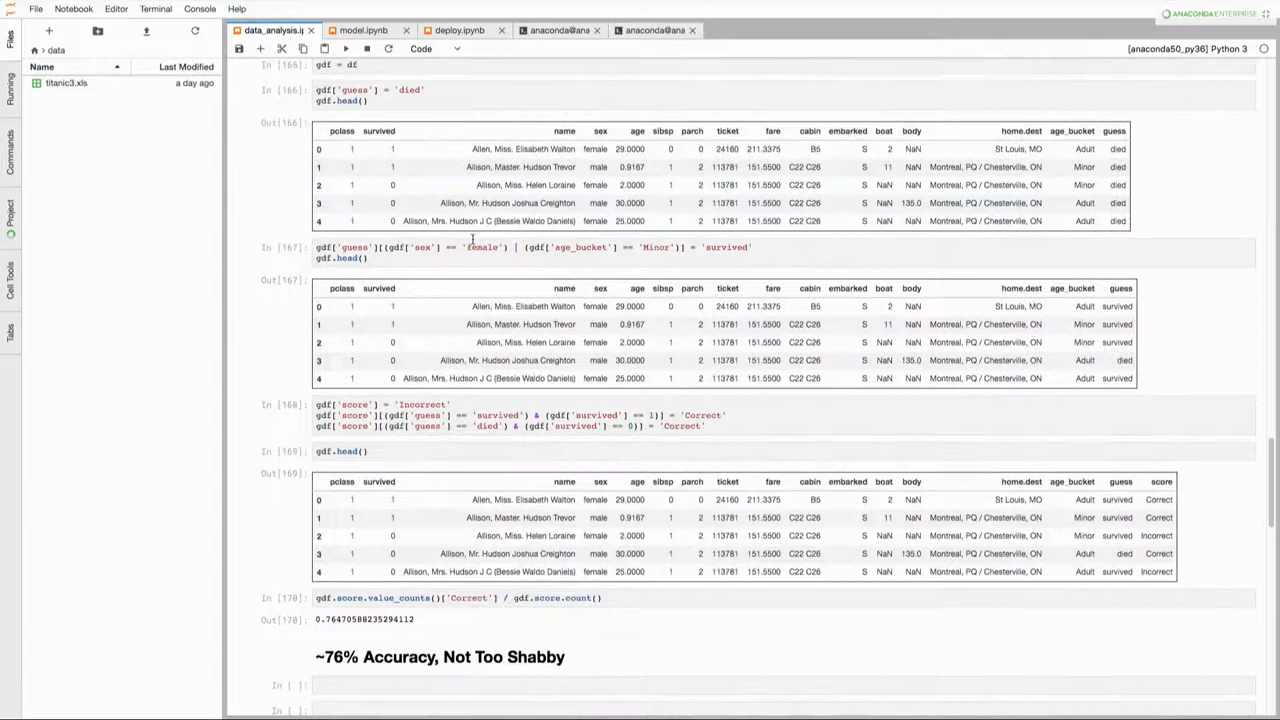 File Notebook Editor Terminal Console Help
ANACONDA ENTERPRISE
data_analysis.ij model.ipynb deploy.ipynb anaconda@ana anaconda@ana
Code
[anaconda50_py36] Python 3
Files
Running
Commands
Project
Cell Tools
Tabs
data
Name Last Modified
titanic3.xls a day ago
In [165]: gdf = df
In [166]: gdf['guess'] = 'died'
gdf.head()
Out[166]:
pclass survived name sex age sibsp parch ticket fare cabin embarked boat body home.dest age_bucket guess
0 1 1 Allen, Miss. Elisabeth Walton female 29.0000 0 0 24160 211.3375 B5 S 2 NaN St Louis, MO Adult died
1 1 1 Allison, Master. Hudson Trevor male 0.9167 1 2 113781 151.5500 C22 C26 S 11 NaN Montreal, PQ / Chesterville, ON Minor died
2 1 0 Allison, Miss. Helen Loraine female 2.0000 1 2 113781 151.5500 C22 C26 S NaN NaN Montreal, PQ / Chesterville, ON Minor died
3 1 0 Allison, Mr. Hudson Joshua Creighton male 30.0000 1 2 113781 151.5500 C22 C26 S NaN 135.0 Montreal, PQ / Chesterville, ON Adult died
4 1 0 Allison, Mrs. Hudson J C (Bessie Waldo Daniels) female 25.0000 1 2 113781 151.5500 C22 C26 S NaN NaN Montreal, PQ / Chesterville, ON Adult died
In [167]: gdf['guess'][(gdf['sex'] == 'female') | (gdf['age_bucket'] == 'Minor')] = 'survived'
gdf.head()
Out[167]:
pclass survived name sex age sibsp parch ticket fare cabin embarked boat body home.dest age_bucket guess
0 1 1 Allen, Miss. Elisabeth Walton female 29.0000 0 0 24160 211.3375 B5 S 2 NaN St Louis, MO Adult survived
1 1 1 Allison, Master. Hudson Trevor male 0.9167 1 2 113781 151.5500 C22 C26 S 11 NaN Montreal, PQ / Chesterville, ON Minor survived
2 1 0 Allison, Miss. Helen Loraine female 2.0000 1 2 113781 151.5500 C22 C26 S NaN NaN Montreal, PQ / Chesterville, ON Minor survived
3 1 0 Allison, Mr. Hudson Joshua Creighton male 30.0000 1 2 113781 151.5500 C22 C26 S NaN 135.0 Montreal, PQ / Chesterville, ON Adult died
4 1 0 Allison, Mrs. Hudson J C (Bessie Waldo Daniels) female 25.0000 1 2 113781 151.5500 C22 C26 S NaN NaN Montreal, PQ / Chesterville, ON Adult survived
In [168]: gdf['score'] = 'Incorrect'
gdf['score'][(gdf['guess'] == 'survived') & (gdf['survived'] == 1)] = 'Correct'
gdf['score'][(gdf['guess'] == 'died') & (gdf['survived'] == 0)] = 'Correct'
In [169]: gdf.head()
Out[169]:
pclass survived name sex age sibsp parch ticket fare cabin embarked boat body home.dest age_bucket guess score
0 1 1 Allen, Miss. Elisabeth Walton female 29.0000 0 0 24160 211.3375 B5 S 2 NaN St Louis, MO Adult survived Correct
1 1 1 Allison, Master. Hudson Trevor male 0.9167 1 2 113781 151.5500 C22 C26 S 11 NaN Montreal, PQ / Chesterville, ON Minor survived Correct
2 1 0 Allison, Miss. Helen Loraine female 2.0000 1 2 113781 151.5500 C22 C26 S NaN NaN Montreal, PQ / Chesterville, ON Minor survived Incorrect
3 1 0 Allison, Mr. Hudson Joshua Creighton male 30.0000 1 2 113781 151.5500 C22 C26 S NaN 135.0 Montreal, PQ / Chesterville, ON Adult died Correct
4 1 0 Allison, Mrs. Hudson J C (Bessie Waldo Daniels) female 25.0000 1 2 113781 151.5500 C22 C26 S NaN NaN Montreal, PQ / Chesterville, ON Adult survived Incorrect
In [170]: gdf.score.value_counts()['Correct'] / gdf.score.count()
Out[170]: 0.76470588235294112
~76% Accuracy, Not Too Shabby
In [ ]:
In [ ]: